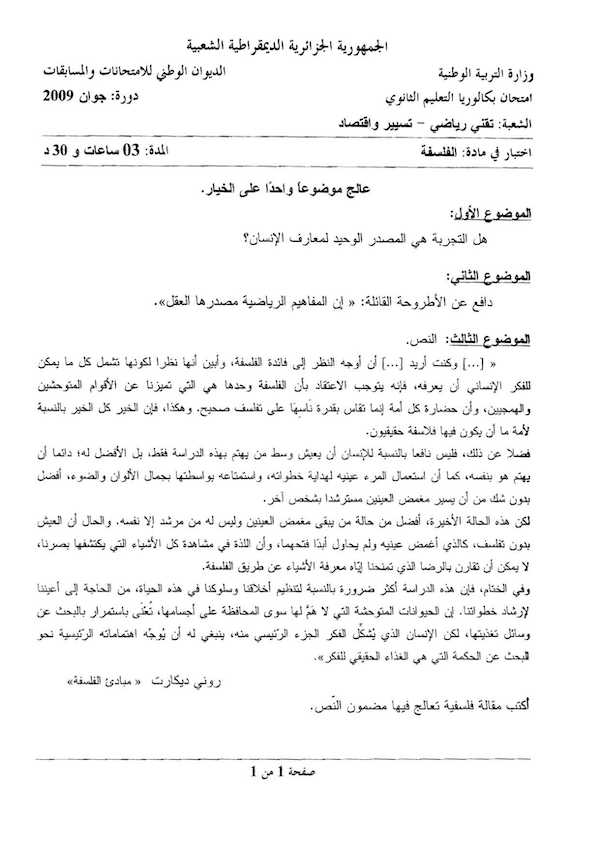 الجمهورية الجزائرية الديمقراطية الشعبية
وزارة التربية الوطنية الديوان الوطني للامتحانات والمسابقات
امتحان بكالوريا التعليم الثانوي دورة: جوان 2009
الشعبة: تقني رياضي - تسيير واقتصاد
اختبار في مادة: الفلسفة المدة: 03 ساعات و 30 د
عالج موضوعاً واحدًا على الخيار.
الموضوع الأول:
هل التجربة هي المصدر الوحيد لمعارف الإنسان؟
الموضوع الثاني:
دافع عن الأطروحة القائلة: « إن المفاهيم الرياضية مصدرها العقل».
الموضوع الثالث: النص.
« [...] وكنت أريد [...] أن أوجه النظر إلى فائدة الفلسفة، وأبين أنها نظرا لكونها تشمل كل ما يمكن
للفكر الإنساني أن يعرفه، فإنه يتوجب الاعتقاد بأن الفلسفة وحدها هي التي تميزنا عن الأقوام المتوحشين
والهمجيين، وأن حضارة كل أمة إنما تقاس بقدرة نَاسِهَا على تفلسف صحيح. وهكذا، فإن الخير كل الخير بالنسبة
لأمة ما أن يكون فيها فلاسفة حقيقيون.
فضلا عن ذلك، فليس نافعا بالنسبة للإنسان أن يعيش وسط من يهتم بهذه الدراسة فقط، بل الأفضل له؛ دائما أن
يهتم هو بنفسه، كما أن استعمال المرء عينيه لهداية خطواته، واستمتاعه بواسطتها بجمال الألوان والضوء، أفضل
بدون شك من أن يسير مغمض العينين مسترشدا بشخص آخر.
لكن هذه الحالة الأخيرة، أفضل من حالة من يبقى مغمض العينين وليس له من مرشد إلا نفسه. والحال أن العيش
بدون تفلسف، كالذي أغمض عينيه ولم يحاول أبدًا فتحهما، وأن اللذة في مشاهدة كل الأشياء التي يكتشفها بصرنا،
لا يمكن أن تقارن بالرضا الذي تمنحنا إيّاه معرفة الأشياء عن طريق الفلسفة.
وفي الختام، فإن هذه الدراسة أكثر ضرورة بالنسبة لتنظيم أخلاقنا وسلوكنا في هذه الحياة، من الحاجة إلى أعيننا
لإرشاد خطواتنا. إن الحيوانات المتوحشة التي لا همَّ لها سوى المحافظة على أجسامها، تُعْنَى باستمرار بالبحث عن
وسائل تغذيتها، لكن الإنسان الذي يُشكِّل الفكر الجزء الرّئيسي منه، ينبغي له أن يُوجِّه اهتماماته الرّئيسية نحو
البحث عن الحكمة التي هي الغذاء الحقيقي للفكر».
روني ديكارت « مبادئ الفلسفة»
أكتب مقالة فلسفية تعالج فيها مضمون النّص.
صفحة 1 من 1